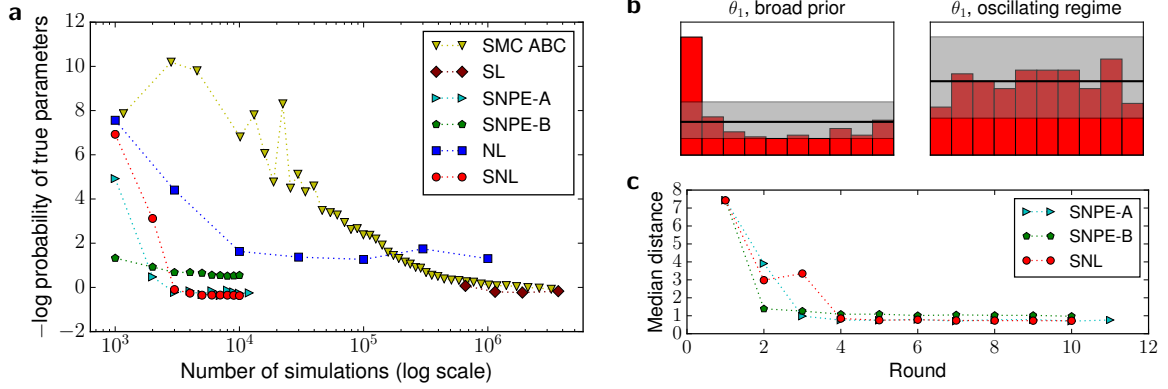 a
−log probability of true parameters
12
10
8
6
4
2
0
−2
10³
10⁴
10⁵
10⁶
Number of simulations (log scale)
SMC ABC
SL
SNPE-A
SNPE-B
NL
SNL
b
θ₁, broad prior
θ₁, oscillating regime
c
Median distance
8
7
6
5
4
3
2
1
0
0
2
4
6
8
10
12
Round
SNPE-A
SNPE-B
SNL